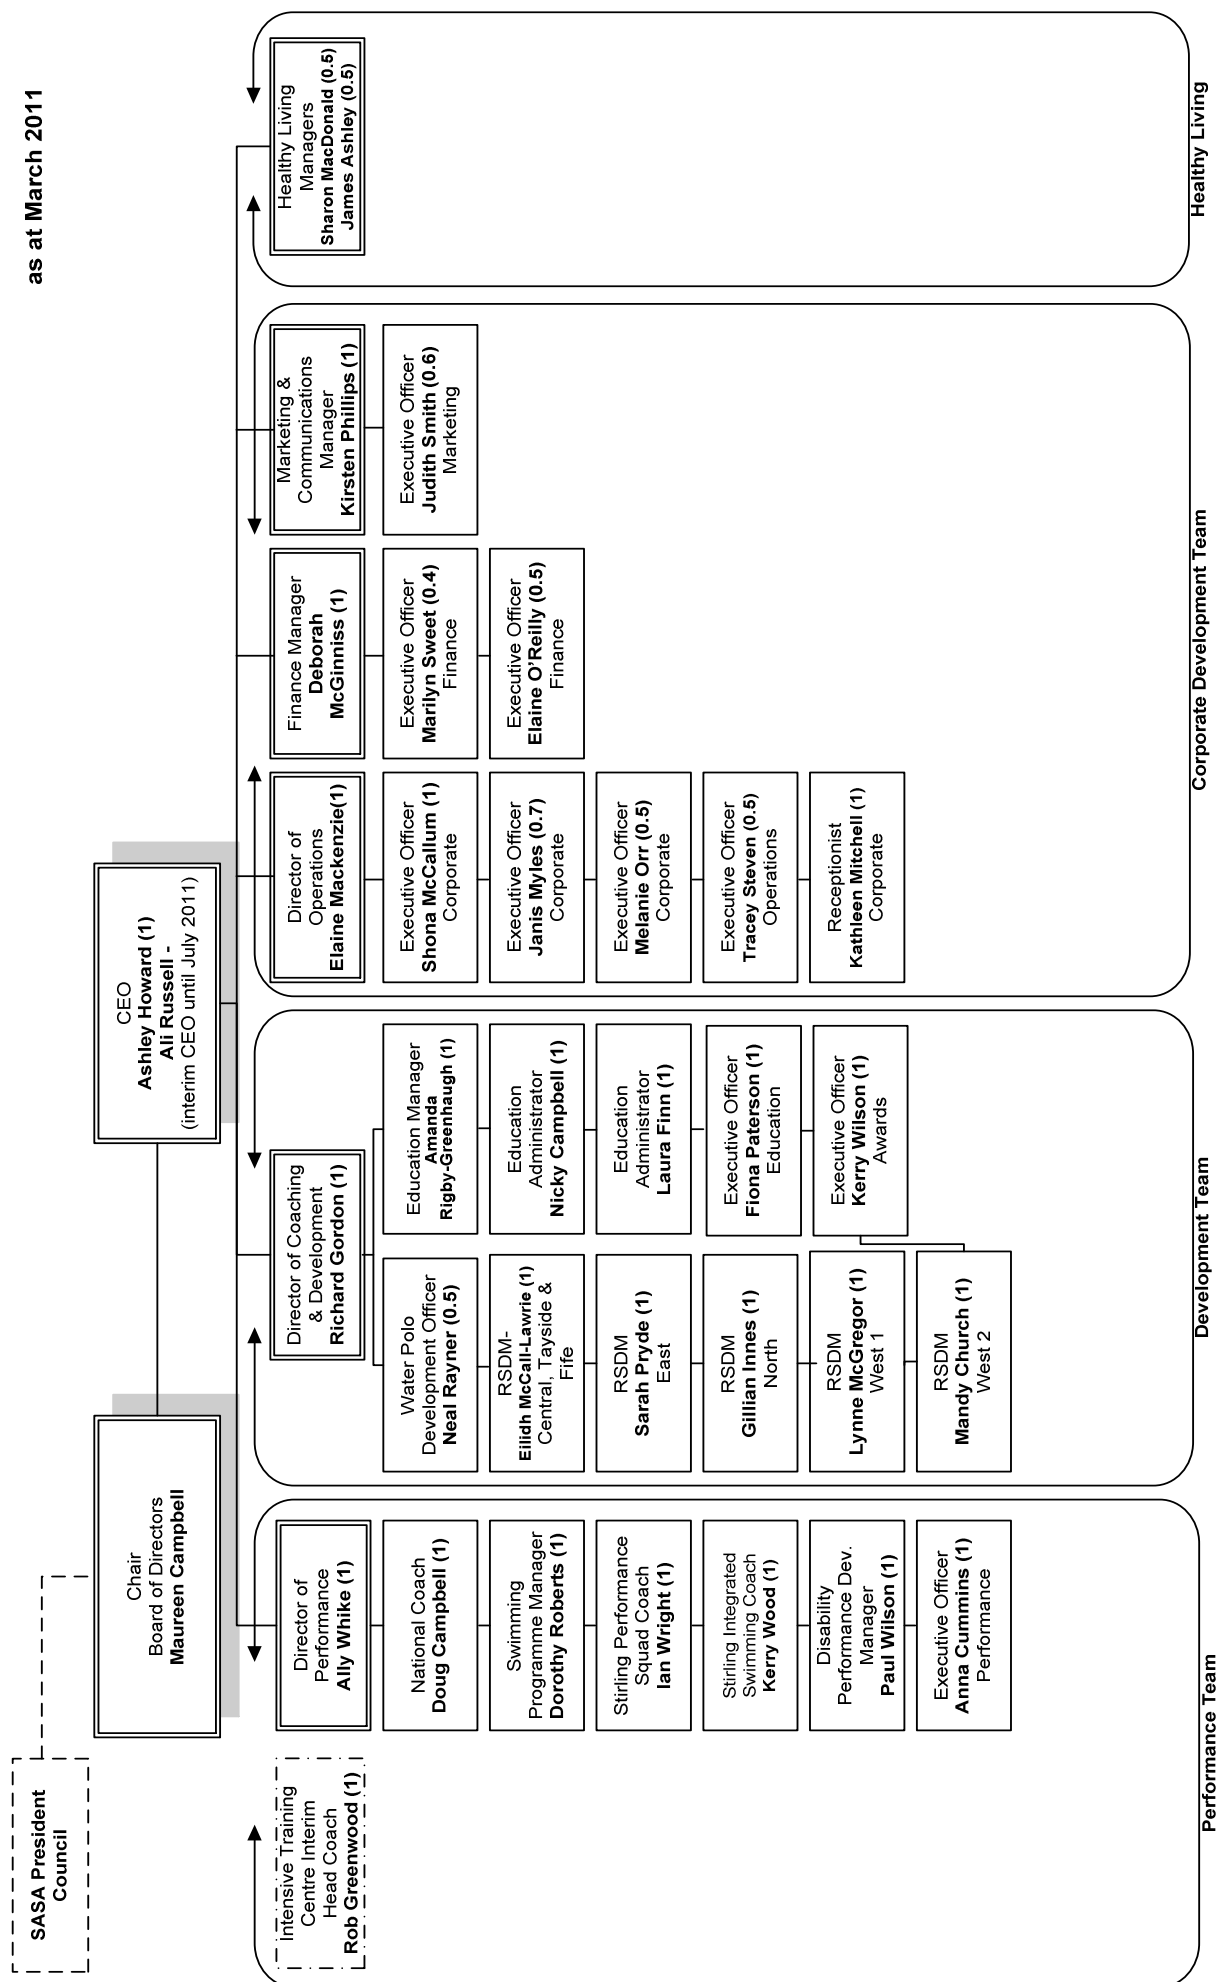 as at March 2011
SASA President
Council
Chair
Board of Directors
Maureen Campbell
CEO
Ashley Howard (1)
Ali Russell -
(interim CEO until July 2011)
Intensive Training
Centre Interim
Head Coach
Rob Greenwood (1)
Director of
Performance
Ally Whike (1)
National Coach
Doug Campbell (1)
Swimming
Programme Manager
Dorothy Roberts (1)
Stirling Performance
Squad Coach
Ian Wright (1)
Stirling Integrated
Swimming Coach
Kerry Wood (1)
Disability
Performance Dev.
Manager
Paul Wilson (1)
Executive Officer
Anna Cummins (1)
Performance
Performance Team
Director of Coaching
& Development
Richard Gordon (1)
Water Polo
Development Officer
Neal Rayner (0.5)
RSDM-
Eilidh McCall-Lawrie (1)
Central, Tayside &
Fife
RSDM
Sarah Pryde (1)
East
RSDM
Gillian Innes (1)
North
RSDM
Lynne McGregor (1)
West 1
RSDM
Mandy Church (1)
West 2
Education Manager
Amanda
Rigby-Greenhaugh (1)
Education
Administrator
Nicky Campbell (1)
Education
Administrator
Laura Finn (1)
Executive Officer
Fiona Paterson (1)
Education
Executive Officer
Kerry Wilson (1)
Awards
Development Team
Director of
Operations
Elaine Mackenzie(1)
Executive Officer
Shona McCallum (1)
Corporate
Executive Officer
Janis Myles (0.7)
Corporate
Executive Officer
Melanie Orr (0.5)
Corporate
Executive Officer
Tracey Steven (0.5)
Operations
Receptionist
Kathleen Mitchell (1)
Corporate
Finance Manager
Deborah
McGinniss (1)
Executive Officer
Marilyn Sweet (0.4)
Finance
Executive Officer
Elaine O'Reilly (0.5)
Finance
Marketing &
Communications
Manager
Kirsten Phillips (1)
Executive Officer
Judith Smith (0.6)
Marketing
Corporate Development Team
Healthy Living
Managers
Sharon MacDonald (0.5)
James Ashley (0.5)
Healthy Living